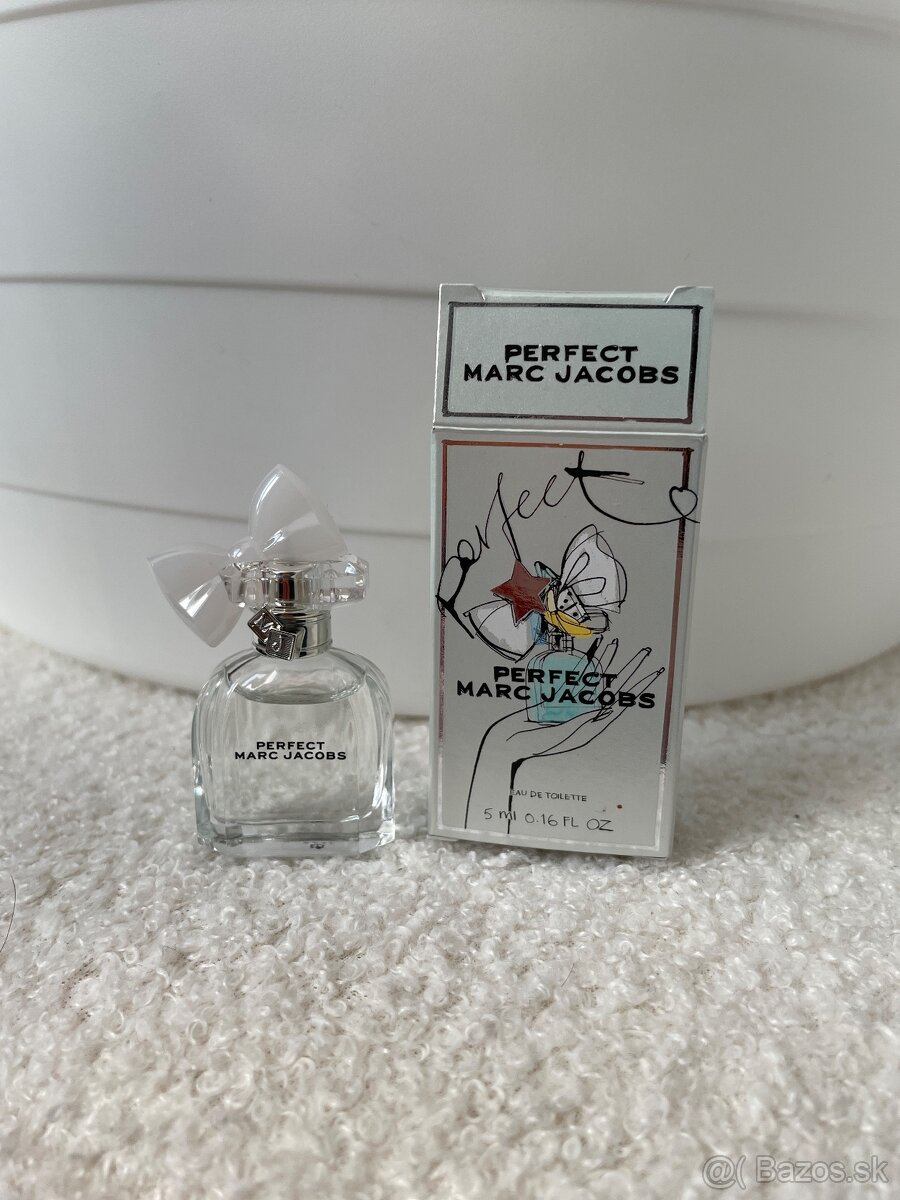 PERFECT
MARC JACOBS
Perfect
PERFECT
MARC JACOBS
EAU DE TOILETTE
5 ml 0.16 FL OZ
PERFECT
MARC JACOBS
@( Bazos.sk